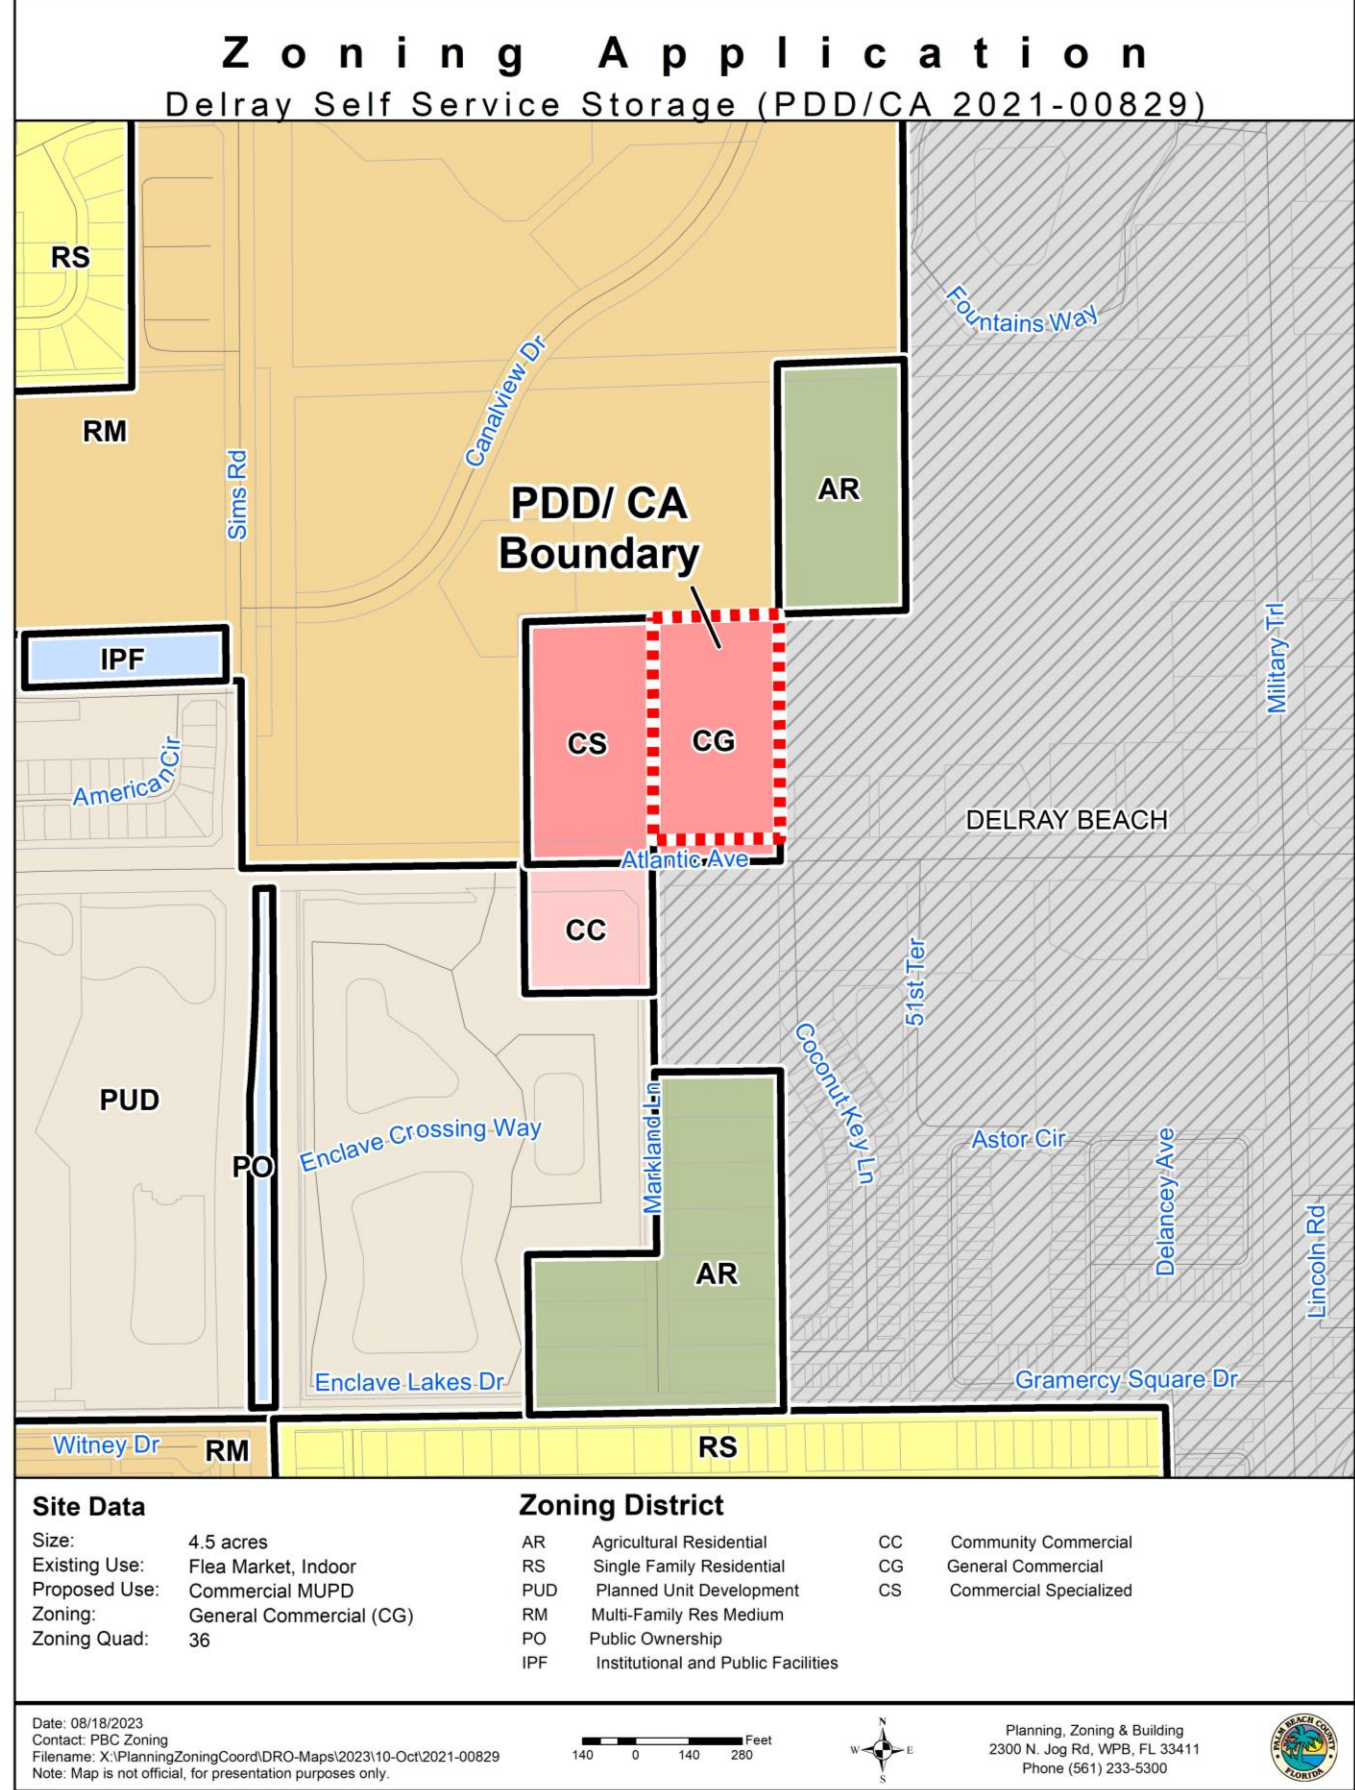 Zoning Application
Delray Self Service Storage (PDD/CA 2021-00829)
RS
Fountains Way
Canalview Dr
RM
Sims Rd
AR
PDD/ CA
Boundary
IPF
Military Trl
CS
CG
American Cir
DELRAY BEACH
Atlantic Ave
CC
51st Ter
Coconut Key Ln
PUD
Enclave Crossing Way
Markland Ln
Astor Cir
Delancey Ave
PO
Lincoln Rd
AR
Enclave Lakes Dr
Gramercy Square Dr
Witney Dr
RM
RS
Site Data
Size: 4.5 acres
Existing Use: Flea Market, Indoor
Proposed Use: Commercial MUPD
Zoning: General Commercial (CG)
Zoning Quad: 36
Zoning District
AR Agricultural Residential
RS Single Family Residential
PUD Planned Unit Development
RM Multi-Family Res Medium
PO Public Ownership
IPF Institutional and Public Facilities
CC Community Commercial
CG General Commercial
CS Commercial Specialized
Date: 08/18/2023
Contact: PBC Zoning
Filename: X:\PlanningZoningCoord\DRO-Maps\2023\10-Oct\2021-00829
Note: Map is not official, for presentation purposes only.
Feet
140 0 140 280
N
W E
S
Planning, Zoning & Building
2300 N. Jog Rd, WPB, FL 33411
Phone (561) 233-5300
PALM BEACH COUNTY
FLORIDA